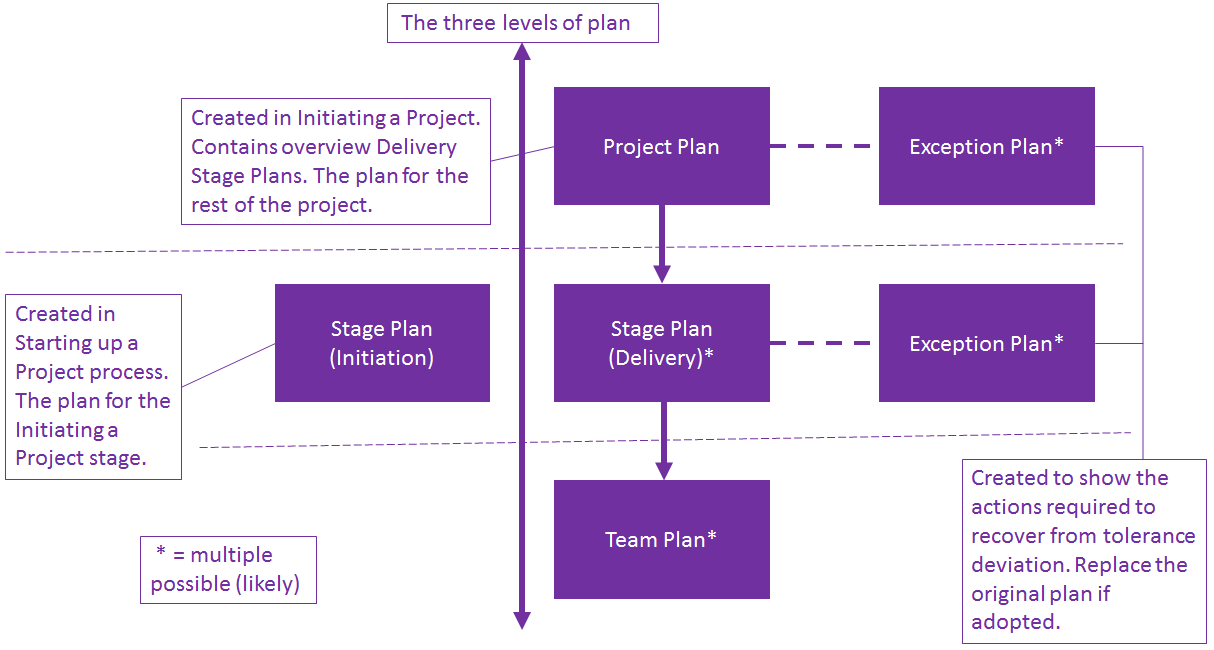 The three levels of plan
Created in Initiating a Project.
Contains overview Delivery
Stage Plans. The plan for the
rest of the project.
Project Plan
Exception Plan*
Created in
Starting up a
Project process.
The plan for the
Initiating a
Project stage.
Stage Plan
(Initiation)
Stage Plan
(Delivery)*
Exception Plan*
Team Plan*
* = multiple
possible (likely)
Created to show the
actions required to
recover from tolerance
deviation. Replace the
original plan if
adopted.